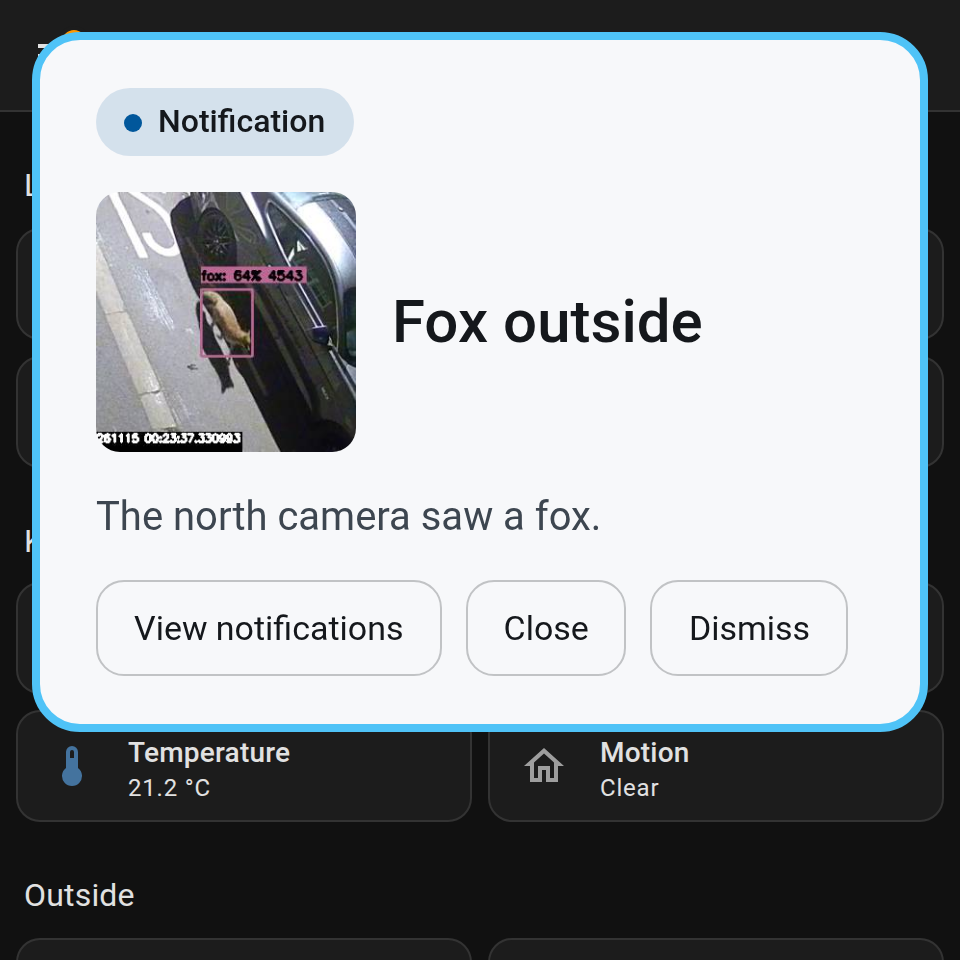 Notification
fox: 64% 4543
261115 00:23:37.330993
Fox outside
The north camera saw a fox.
View notifications
Close
Dismiss
Temperature
21.2 °C
Motion
Clear
Outside